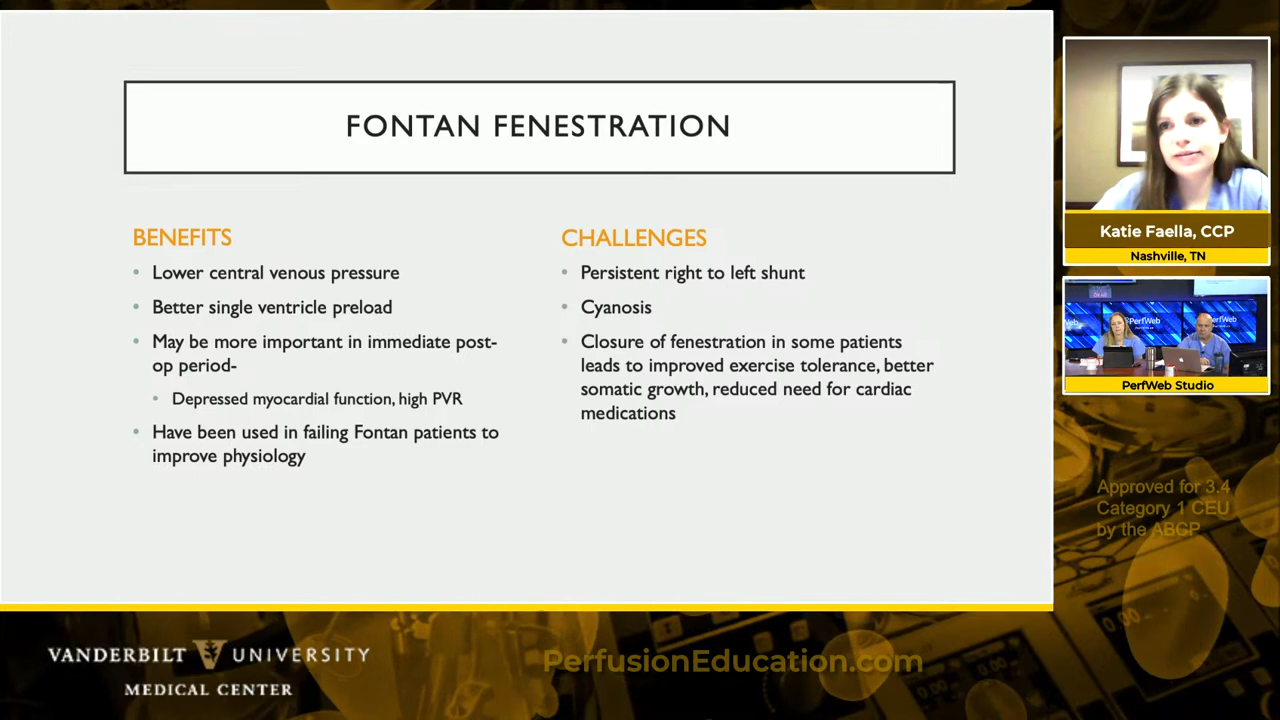 FONTAN FENESTRATION
BENEFITS
• Lower central venous pressure
• Better single ventricle preload
• May be more important in immediate post-
op period-
• Depressed myocardial function, high PVR
• Have been used in failing Fontan patients to
improve physiology
CHALLENGES
• Persistent right to left shunt
• Cyanosis
• Closure of fenestration in some patients
leads to improved exercise tolerance, better
somatic growth, reduced need for cardiac
medications
Katie Faella, CCP
Nashville, TN
PerfWeb
PerfWeb Studio
Approved for 3.4
Category 1 CEU
by the ABCP
VANDERBILT UNIVERSITY
MEDICAL CENTER
PerfusionEducation.com